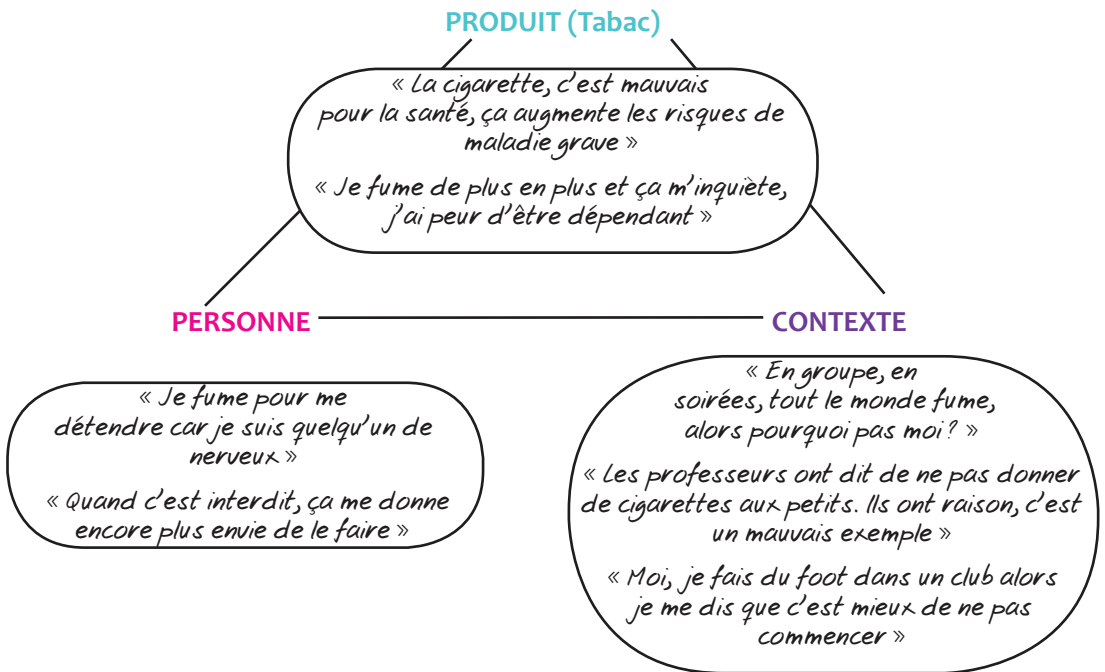 PRODUIT (Tabac)
« La cigarette, c'est mauvais
pour la santé, ça augmente les risques de
maladie grave »
« Je fume de plus en plus et ça m'inquiète,
j'ai peur d'être dépendant »
PERSONNE
CONTEXTE
« Je fume pour me
détendre car je suis quelqu'un de
nerveux »
« Quand c'est interdit, ça me donne
encore plus envie de le faire »
« En groupe, en
soirées, tout le monde fume,
alors pourquoi pas moi ? »
« Les professeurs ont dit de ne pas donner
de cigarettes aux petits. Ils ont raison, c'est
un mauvais exemple »
« Moi, je fais du foot dans un club alors
je me dis que c'est mieux de ne pas
commencer »